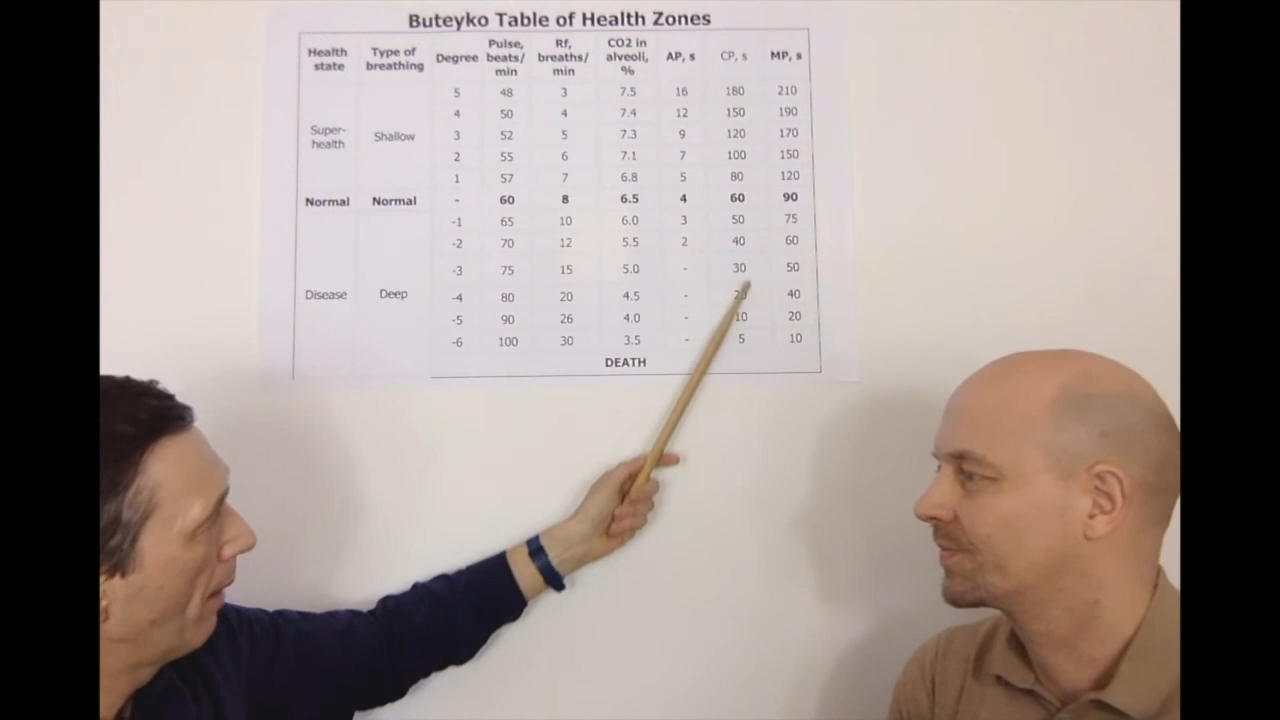 Buteyko Table of Health Zones
Health state Type of breathing Degree Pulse, beats/ min Rf, breaths/ min CO2 in alveoli, % AP, s CP, s MP, s
5 48 3 7.5 16 180 210
4 50 4 7.4 12 150 190
Super-health Shallow 3 52 5 7.3 9 120 170
2 55 6 7.1 7 100 150
1 57 7 6.8 5 80 120
Normal Normal - 60 8 6.5 4 60 90
-1 65 10 6.0 3 50 75
-2 70 12 5.5 2 40 60
-3 75 15 5.0 - 30 50
Disease Deep -4 80 20 4.5 - 20 40
-5 90 26 4.0 - 10 20
-6 100 30 3.5 - 5 10
DEATH